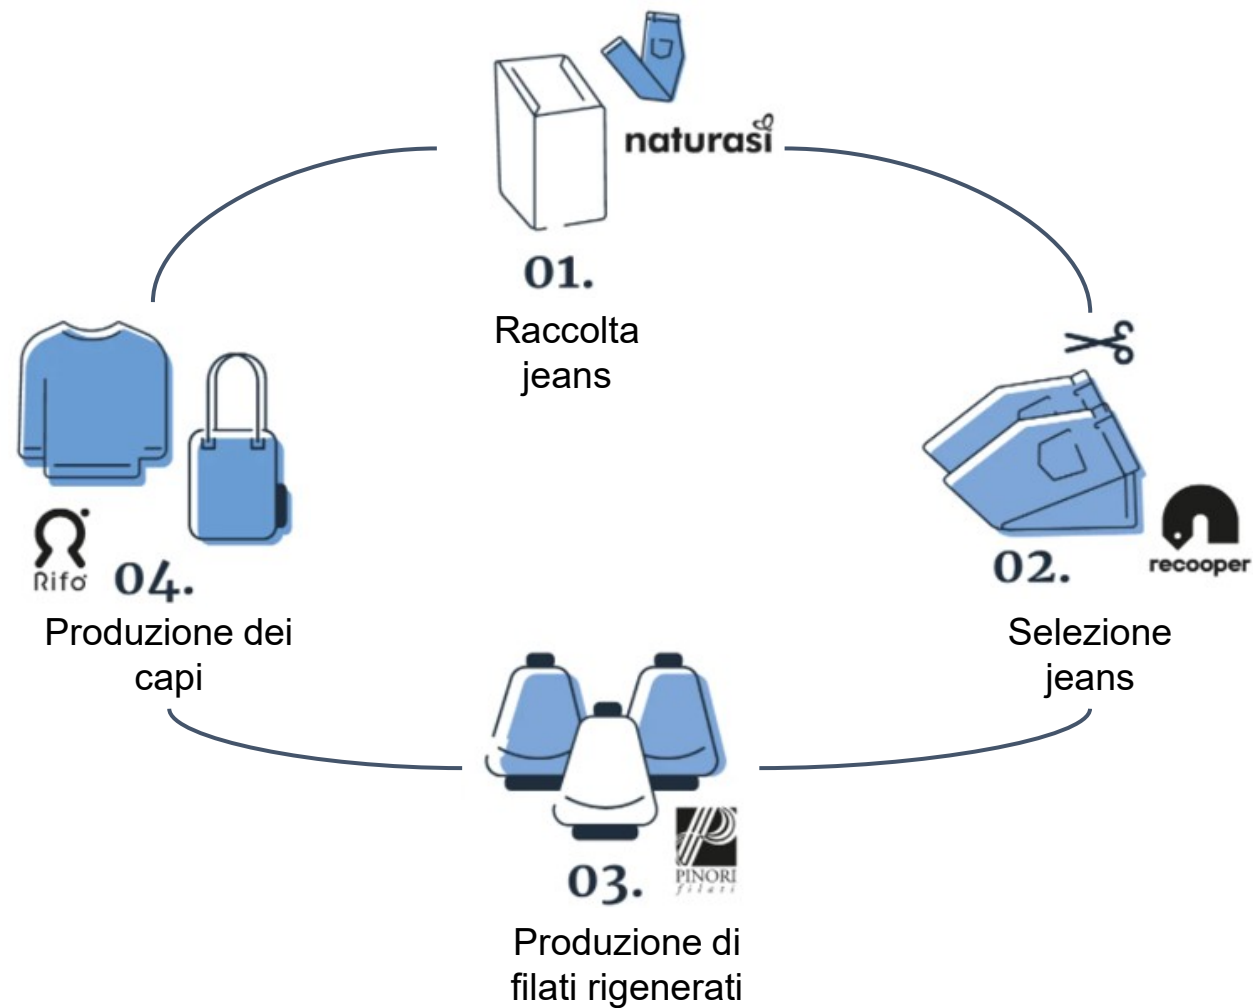 naturasì
01.
Raccolta
jeans
recooper
02.
Selezione
jeans
PINORI
filati
03.
Produzione di
filati rigenerati
Rifò
04.
Produzione dei
capi